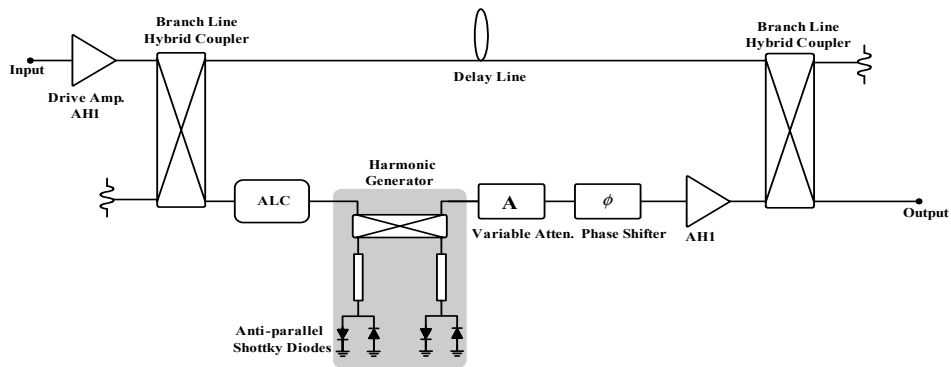 Branch Line
Hybrid Coupler
Branch Line
Hybrid Coupler
Input
Delay Line
Drive Amp.
AH1
Harmonic
Generator
ALC
A
ϕ
Variable Atten.
Phase Shifter
AH1
Output
Anti-parallel
Shottky Diodes